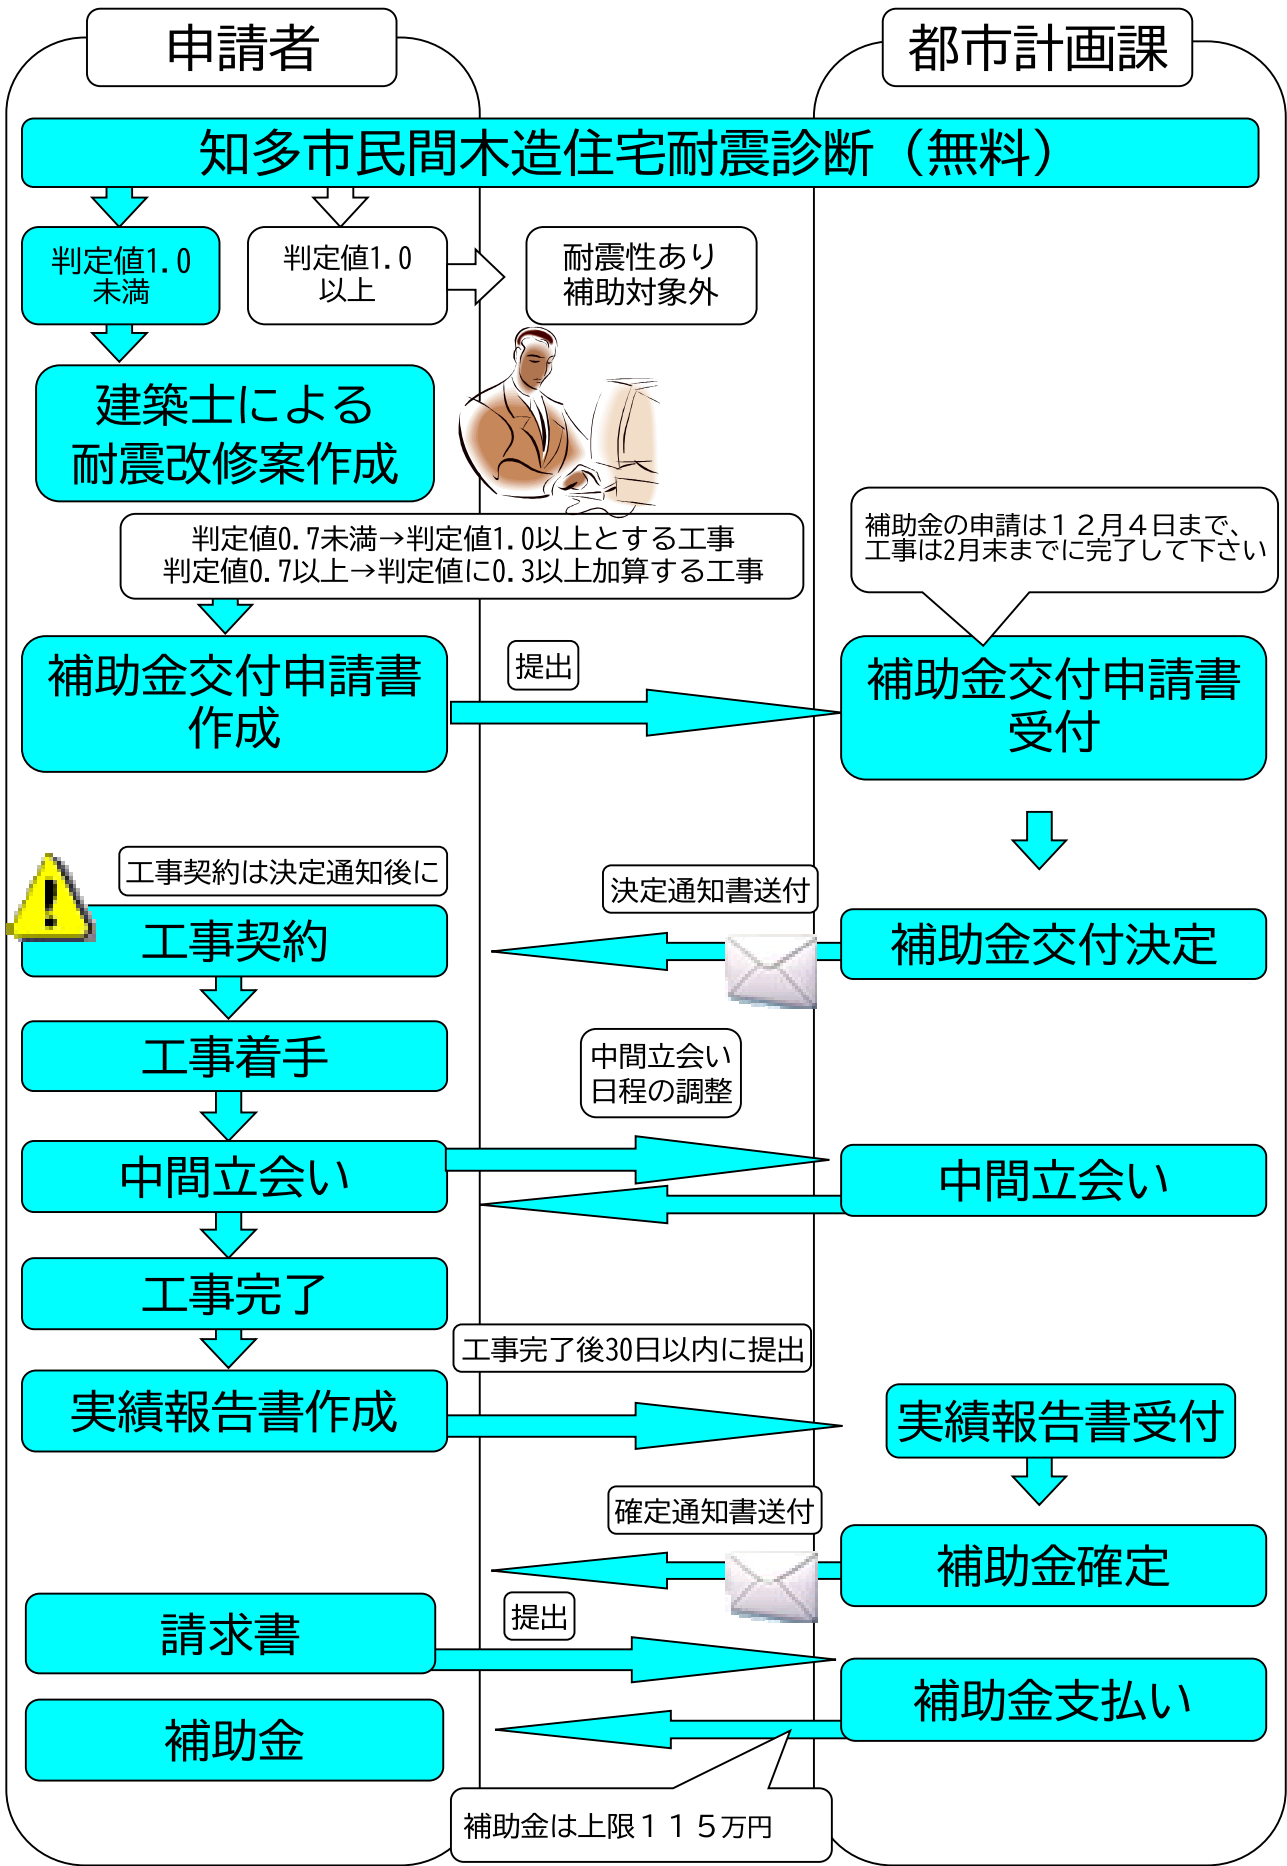 申請者
都市計画課
知多市民間木造住宅耐震診断（無料）
判定値1.0
未満
判定値1.0
以上
耐震性あり
補助対象外
建築士による
耐震改修案作成
判定値0.7未満→判定値1.0以上とする工事
判定値0.7以上→判定値に0.3以上加算する工事
補助金の申請は１２月４日まで、
工事は2月末までに完了して下さい
補助金交付申請書
作成
提出
補助金交付申請書
受付
工事契約は決定通知後に
決定通知書送付
工事契約
補助金交付決定
工事着手
中間立会い
日程の調整
中間立会い
中間立会い
工事完了
工事完了後30日以内に提出
実績報告書作成
実績報告書受付
確定通知書送付
補助金確定
請求書
提出
補助金支払い
補助金
補助金は上限１１５万円